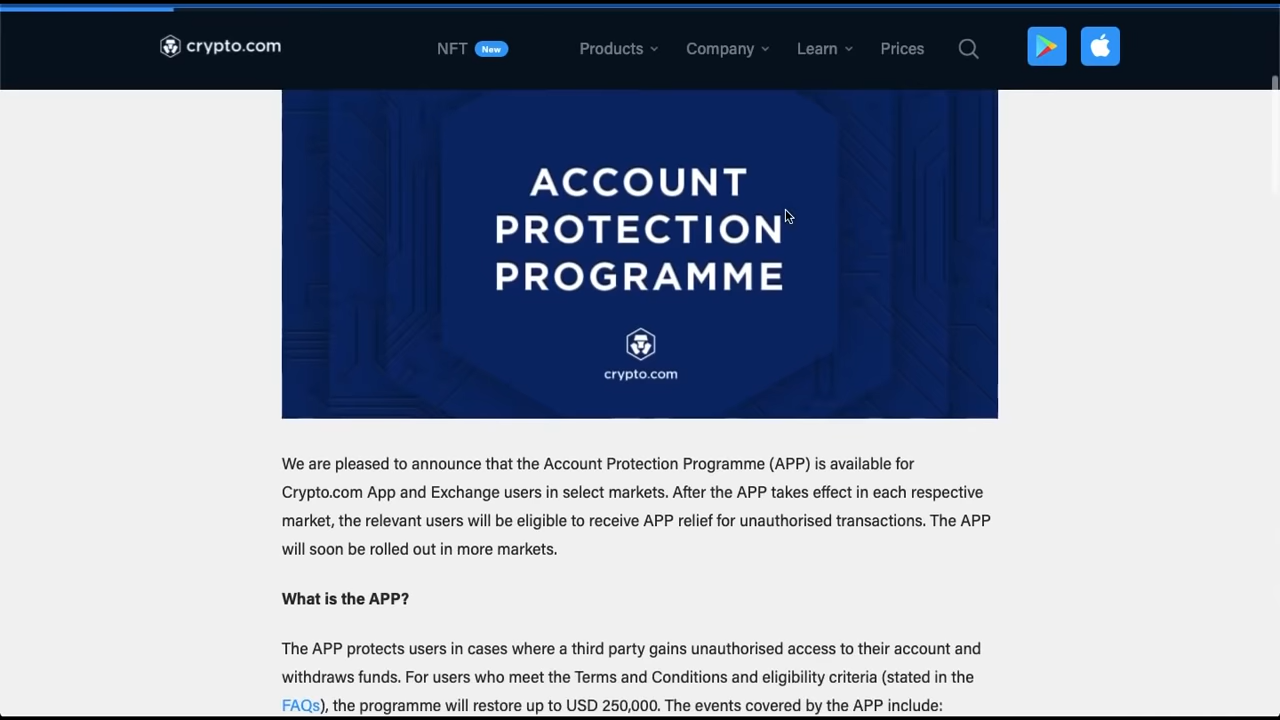 crypto.com
NFT New Products Company Learn Prices
ACCOUNT
PROTECTION
PROGRAMME
crypto.com
We are pleased to announce that the Account Protection Programme (APP) is available for
Crypto.com App and Exchange users in select markets. After the APP takes effect in each respective
market, the relevant users will be eligible to receive APP relief for unauthorised transactions. The APP
will soon be rolled out in more markets.
What is the APP?
The APP protects users in cases where a third party gains unauthorised access to their account and
withdraws funds. For users who meet the Terms and Conditions and eligibility criteria (stated in the
FAQs), the programme will restore up to USD 250,000. The events covered by the APP include: